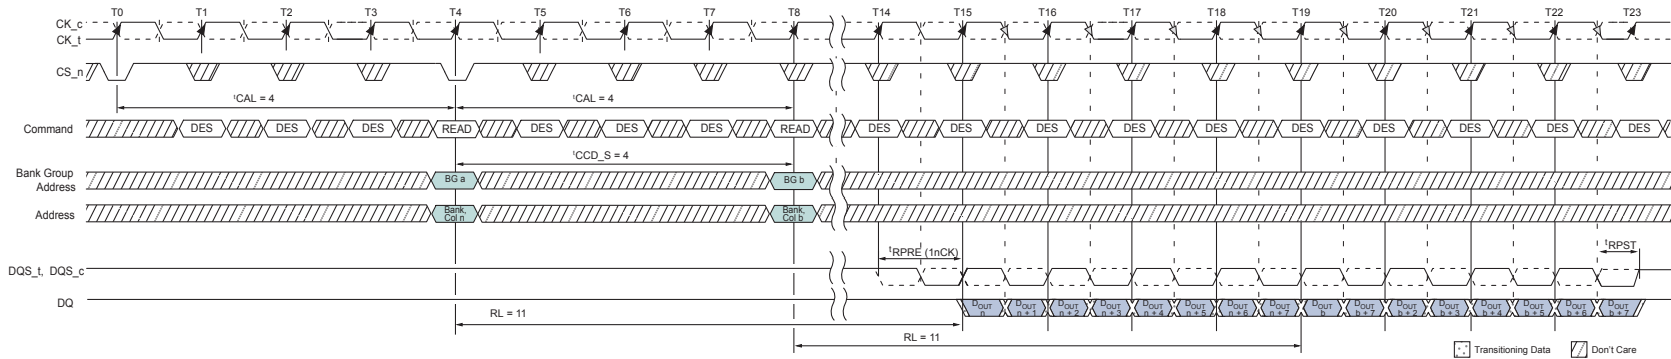 T0 T1 T2 T3 T4 T5 T6 T7 T8 T14 T15 T16 T17 T18 T19 T20 T21 T22 T23
CK_c
CK_t
CS_n
tCAL = 4 tCAL = 4
Command DES DES DES READ DES DES DES READ DES DES DES DES DES DES DES DES DES DES
tCCD_S = 4
Bank Group
Address
BG a BG b
Address
Bank, Col n
Bank, Col b
tRPRE (1nCK) tRPST
DQS_t, DQS_c
DQ
DOUT n DOUT n + 1 DOUT n + 2 DOUT n + 3 DOUT n + 4 DOUT n + 5 DOUT n + 6 DOUT n + 7 DOUT b DOUT b + 7 DOUT b + 2 DOUT b + 3 DOUT b + 4 DOUT b + 5 DOUT b + 6 DOUT b + 7
RL = 11
RL = 11
Transitioning Data Don't Care